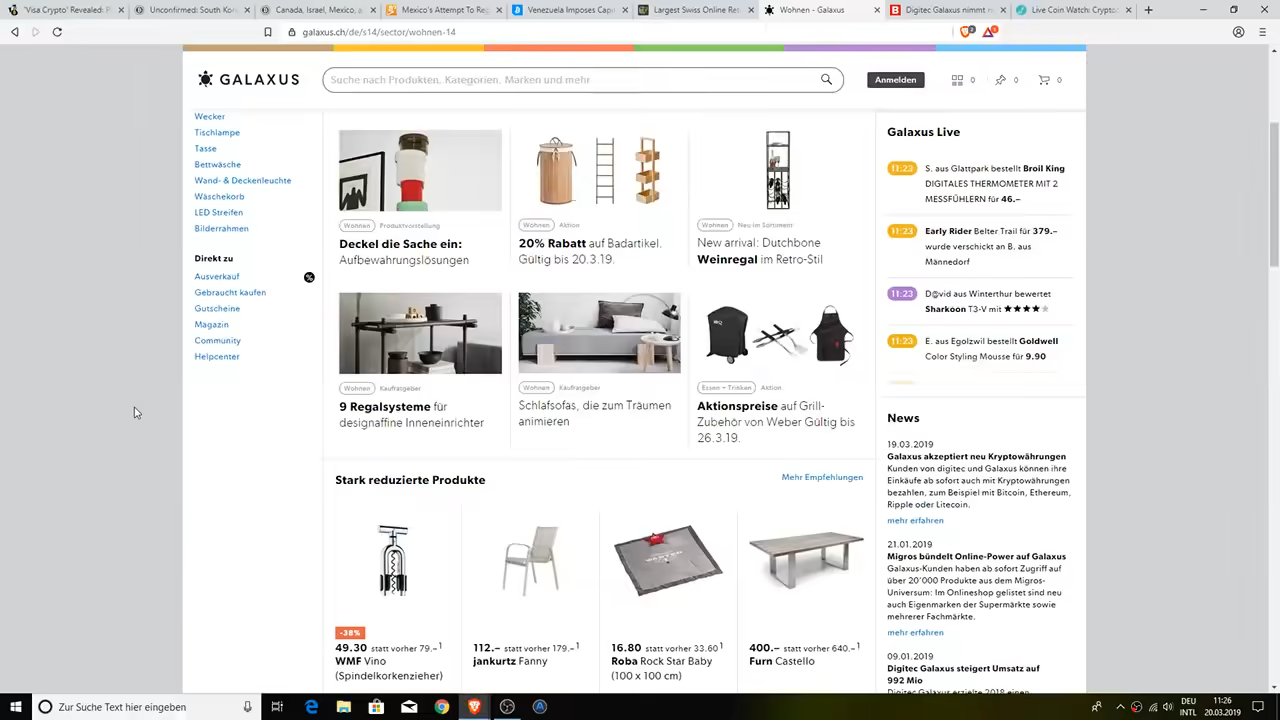 'Visa Crypto' Revealed: P
Unconfirmed: South Kor
Canada, Israel, Mexico, a
Mexico's Attempt To Reg
Venezuela Imposes Capi
Largest Swiss Online Ret
Wohnen - Galaxus
Digitec Galaxus nimmt n
Live Coin Watch: Cryptoc
galaxus.ch/de/s14/sector/wohnen-14
GALAXUS
Suche nach Produkten, Kategorien, Marken und mehr
Anmelden
0
0
0
Wecker
Tischlampe
Tasse
Bettwäsche
Wand- & Deckenleuchte
Wäschekorb
LED Streifen
Bilderrahmen
Direkt zu
Ausverkauf
Gebraucht kaufen
Gutscheine
Magazin
Community
Helpcenter
Wohnen Produktvorstellung
Deckel die Sache ein:
Aufbewahrungslösungen
Wohnen Aktion
20% Rabatt auf Badartikel.
Gültig bis 20.3.19.
Wohnen Neu im Sortiment
New arrival: Dutchbone
Weinregal im Retro-Stil
Wohnen Kaufratgeber
9 Regalsysteme für
designaffine Inneneinrichter
Wohnen Kaufratgeber
Schlafsofas, die zum Träumen
animieren
Essen + Trinken Aktion
Aktionspreise auf Grill-
Zubehör von Weber Gültig bis
26.3.19.
Stark reduzierte Produkte
Mehr Empfehlungen
-38%
49.30 statt vorher 79.–1
WMF Vino
(Spindelkorkenzieher)
112.– statt vorher 179.–1
jankurtz Fanny
16.80 statt vorher 33.60 1
Roba Rock Star Baby
(100 x 100 cm)
400.– statt vorher 640.–1
Furn Castello
Galaxus Live
11:23 S. aus Glattpark bestellt Broil King
DIGITALES THERMOMETER MIT 2
MESSFÜHLERN für 46.–
11:23 Early Rider Belter Trail für 379.–
wurde verschickt an B. aus
Männedorf
11:23 D@vid aus Winterthur bewertet
Sharkoon T3-V mit
11:23 E. aus Egolzwil bestellt Goldwell
Color Styling Mousse für 9.90
News
19.03.2019
Galaxus akzeptiert neu Kryptowährungen
Kunden von digitec und Galaxus können ihre
Einkäufe ab sofort auch mit Kryptowährungen
bezahlen, zum Beispiel mit Bitcoin, Ethereum,
Ripple oder Litecoin.
mehr erfahren
21.01.2019
Migros bündelt Online-Power auf Galaxus
Galaxus-Kunden haben ab sofort Zugriff auf
über 20'000 Produkte aus dem Migros-
Universum: Im Onlineshop gelistet sind neu
auch Eigenmarken der Supermärkte sowie
mehrerer Fachmärkte.
mehr erfahren
09.01.2019
Digitec Galaxus steigert Umsatz auf
992 Mio
Digitec Galaxus erzielte 2018 einen
Zur Suche Text hier eingeben
DEU
INTL
11:26
20.03.2019